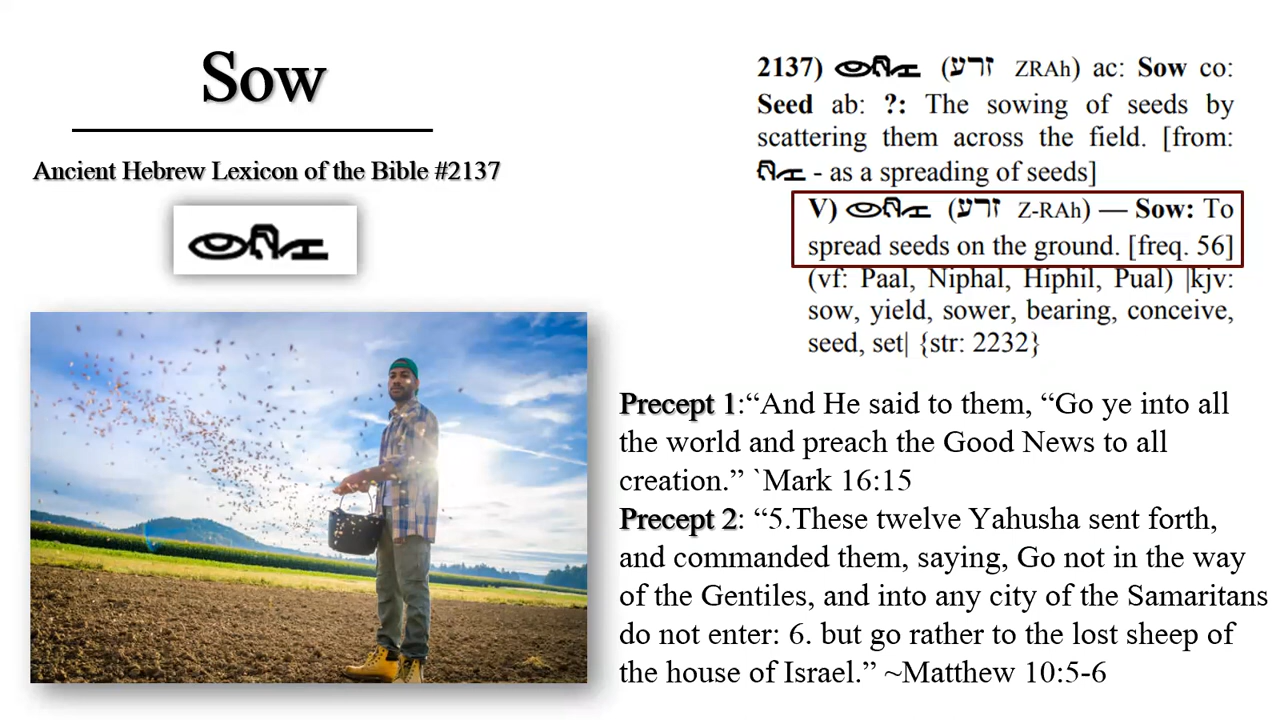 Sow
Ancient Hebrew Lexicon of the Bible #2137
2137) (זרע ZRAh) ac: Sow co:
Seed ab: ?: The sowing of seeds by
scattering them across the field. [from:
- as a spreading of seeds]
V) (זרע Z-RAh) — Sow: To
spread seeds on the ground. [freq. 56]
(vf: Paal, Niphal, Hiphil, Pual) |kjv:
sow, yield, sower, bearing, conceive,
seed, set| {str: 2232}
Precept 1:“And He said to them, “Go ye into all
the world and preach the Good News to all
creation.” `Mark 16:15
Precept 2: “5.These twelve Yahusha sent forth,
and commanded them, saying, Go not in the way
of the Gentiles, and into any city of the Samaritans
do not enter: 6. but go rather to the lost sheep of
the house of Israel.” ~Matthew 10:5-6